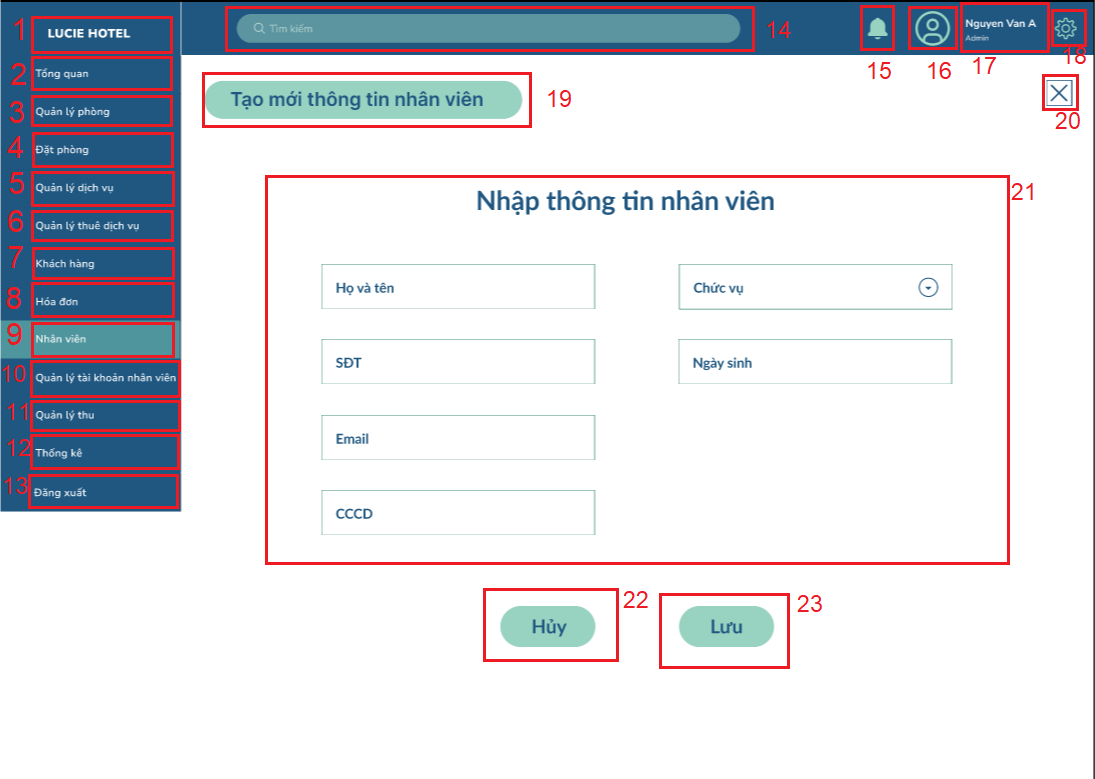 1 LUCIE HOTEL
2 Tổng quan
3 Quản lý phòng
4 Đặt phòng
5 Quản lý dịch vụ
6 Quản lý thuê dịch vụ
7 Khách hàng
8 Hóa đơn
9 Nhân viên
10 Quản lý tài khoản nhân viên
11 Quản lý thu
12 Thống kê
13 Đăng xuất
Tìm kiếm 14
15
16
Nguyen Van A
Admin
17
18
Tạo mới thông tin nhân viên 19
20
21
Nhập thông tin nhân viên
Họ và tên
Chức vụ
SĐT
Ngày sinh
Email
CCCD
Hủy 22
Lưu 23